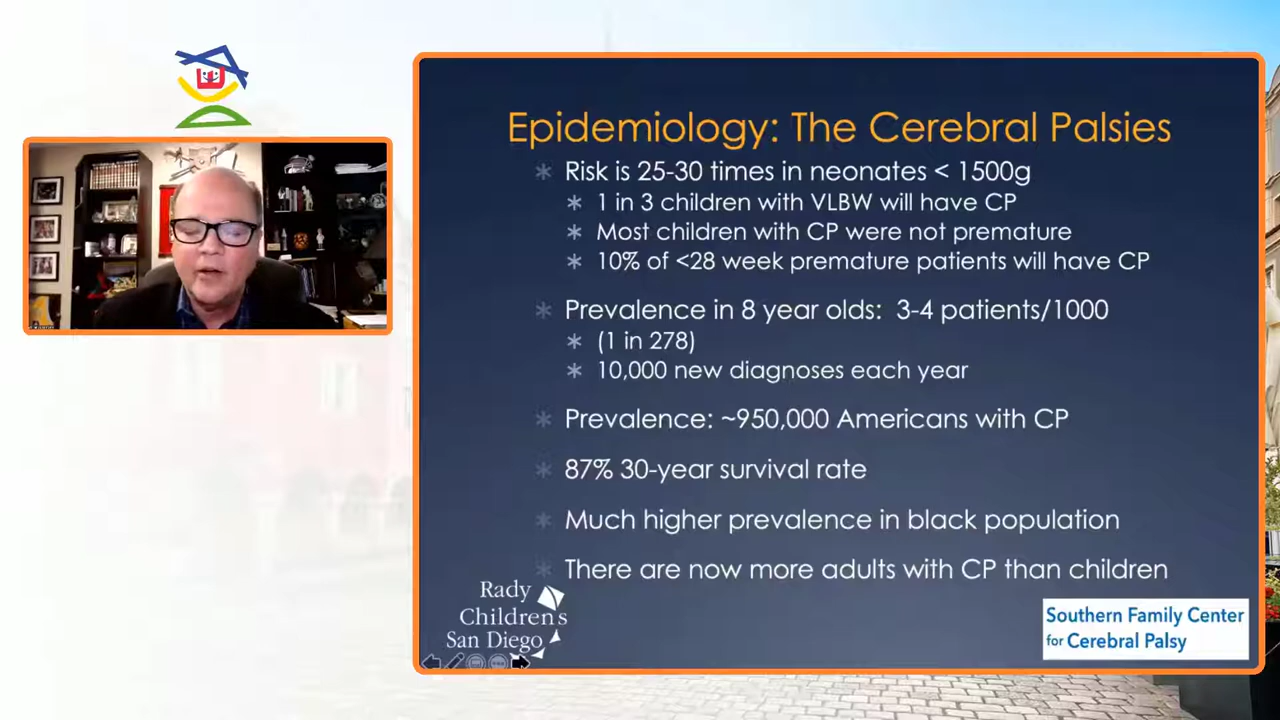 Epidemiology: The Cerebral Palsies
Risk is 25-30 times in neonates < 1500g
1 in 3 children with VLBW will have CP
Most children with CP were not premature
10% of <28 week premature patients will have CP
Prevalence in 8 year olds: 3-4 patients/1000
(1 in 278)
10,000 new diagnoses each year
Prevalence: ~950,000 Americans with CP
87% 30-year survival rate
Much higher prevalence in black population
There are now more adults with CP than children
Rady
Children's
San Diego
Southern Family Center
for Cerebral Palsy